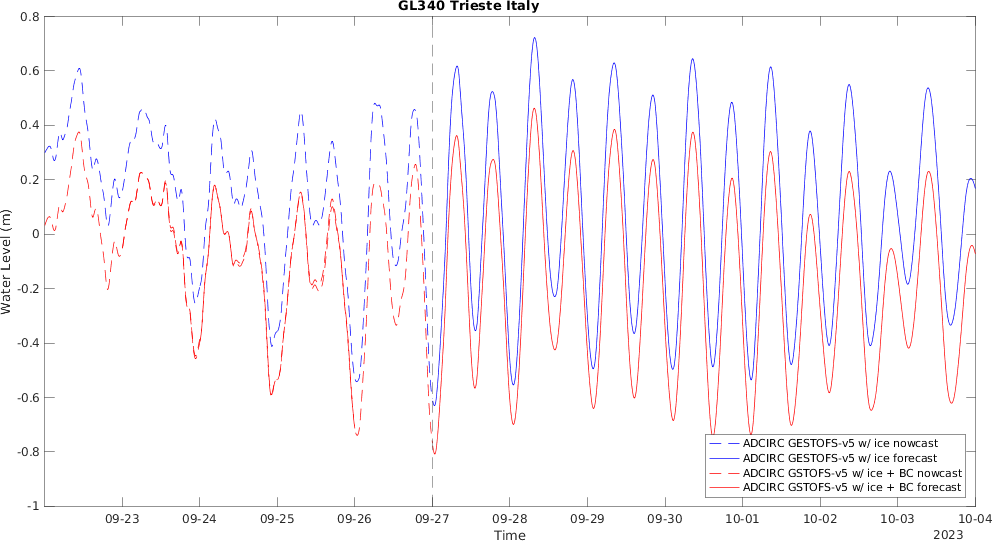 GL340 Trieste Italy
0.8
0.6
0.4
0.2
0
-0.2
-0.4
-0.6
-0.8
-1
Water Level (m)
ADCIRC GESTOFS-v5 w/ ice nowcast
ADCIRC GESTOFS-v5 w/ ice forecast
ADCIRC GSTOFS-v5 w/ ice + BC nowcast
ADCIRC GSTOFS-v5 w/ ice + BC forecast
09-23 09-24 09-25 09-26 09-27 09-28 09-29 09-30 10-01 10-02 10-03 10-04
Time
2023